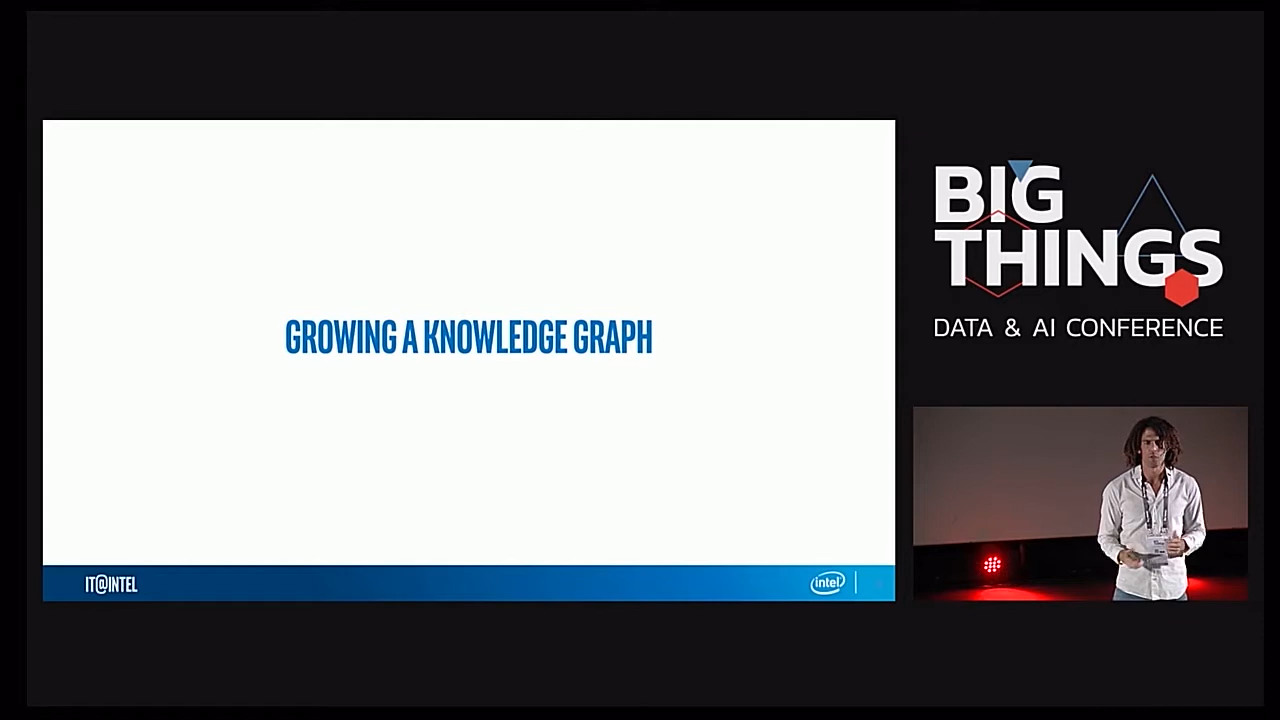 GROWING A KNOWLEDGE GRAPH
IT@INTEL
intel
BIG
THINGS
DATA & AI CONFERENCE